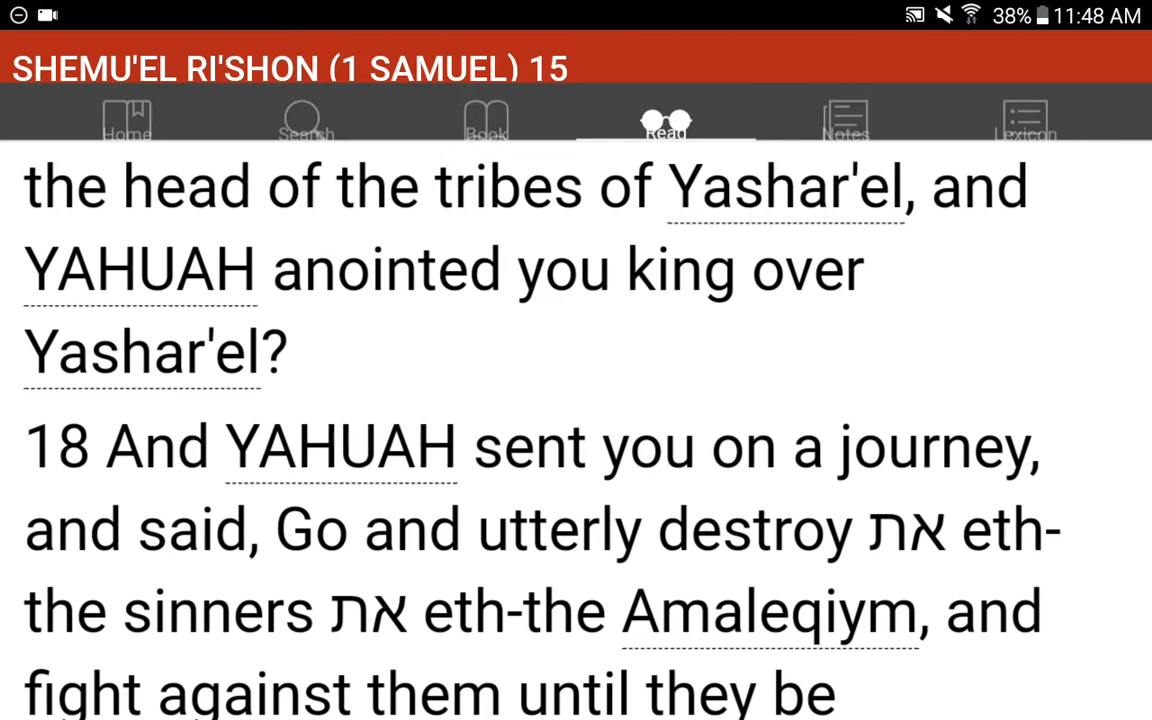 38% 11:48 AM
SHEMU'EL RI'SHON (1 SAMUEL) 15
Home Search Book Read Notes Lexicon
the head of the tribes of Yashar'el, and
YAHUAH anointed you king over
Yashar'el?
18 And YAHUAH sent you on a journey,
and said, Go and utterly destroy את eth-
the sinners את eth-the Amaleqiym, and
fight against them until they be